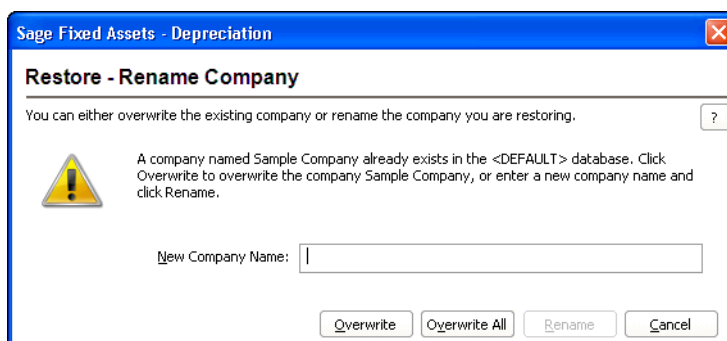 Sage Fixed Assets - Depreciation
Restore - Rename Company
You can either overwrite the existing company or rename the company you are restoring.
?
A company named Sample Company already exists in the <DEFAULT> database. Click
Overwrite to overwrite the company Sample Company, or enter a new company name and
click Rename.
New Company Name:
Overwrite Overwrite All Rename Cancel